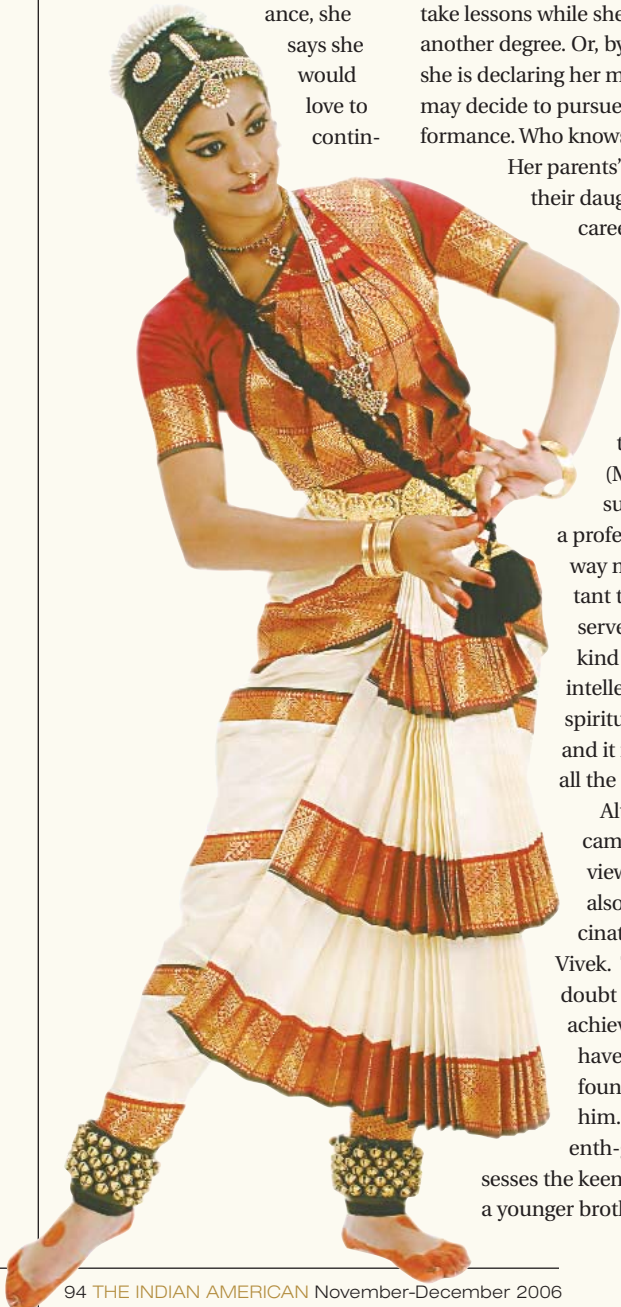 ance, she
says she
would
love to
contin-
take lessons while she
another degree. Or, by
she is declaring her m
may decide to pursue
formance. Who knows
Her parents'
their daug
caree
t
(M
su
a profe
way n
tant t
serve
kind
intelle
spiritu
and it
all the
Al
cam
view
also
cinat
Vivek.
doubt
achiev
have
foun
him.
enth-
sesses the keen
a younger broth
94 THE INDIAN AMERICAN November-December 2006